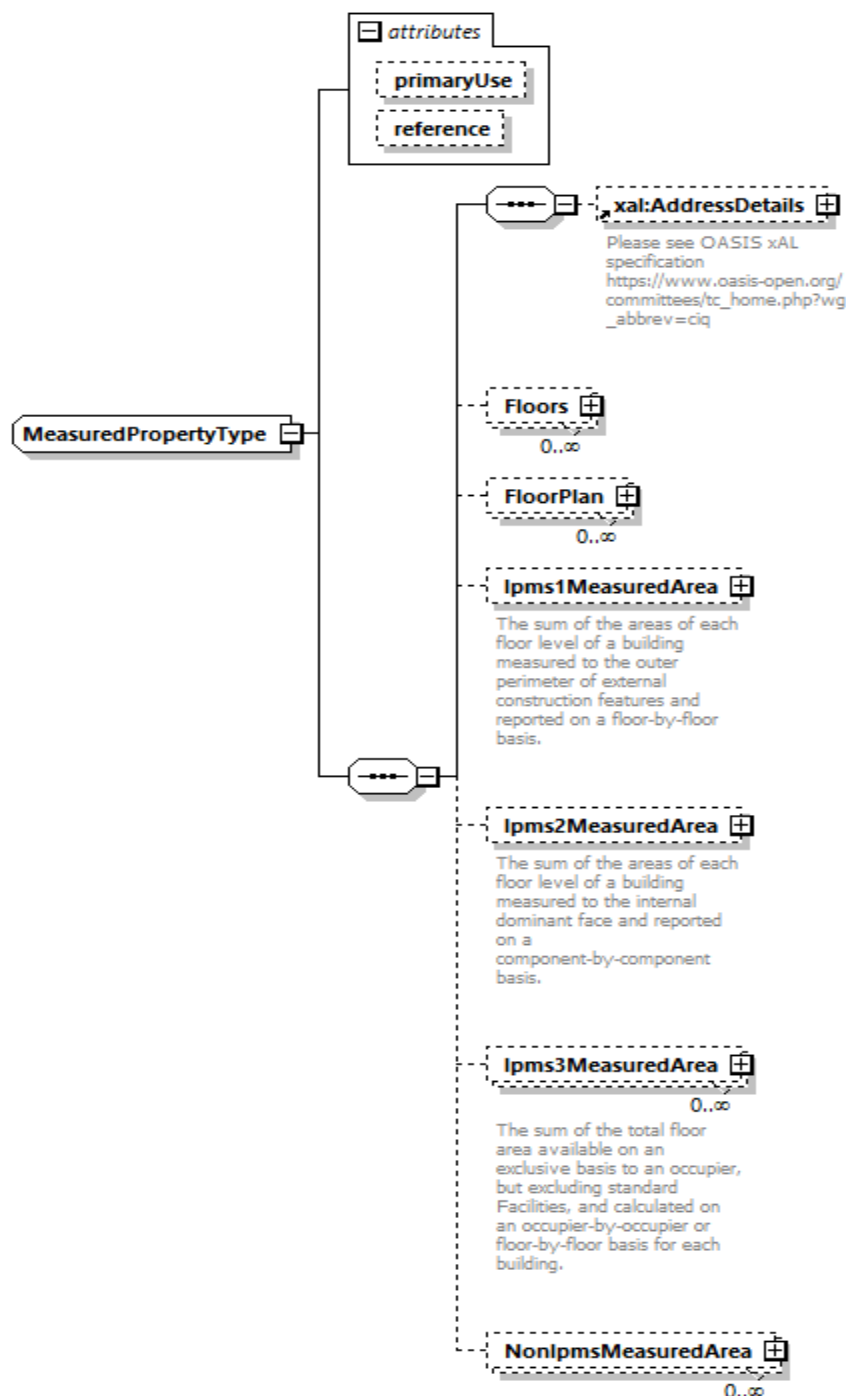 attributes
primaryUse
reference
xal:AddressDetails
Please see OASIS xAL
specification
https://www.oasis-open.org/
committees/tc_home.php?wg
_abbrev=ciq
Floors
0..∞
MeasuredPropertyType
FloorPlan
0..∞
Ipms1MeasuredArea
The sum of the areas of each
floor level of a building
measured to the outer
perimeter of external
construction features and
reported on a floor-by-floor
basis.
Ipms2MeasuredArea
The sum of the areas of each
floor level of a building
measured to the internal
dominant face and reported
on a
component-by-component
basis.
Ipms3MeasuredArea
0..∞
The sum of the total floor
area available on an
exclusive basis to an occupier,
but excluding standard
Facilities, and calculated on
an occupier-by-occupier or
floor-by-floor basis for each
building.
NonIpmsMeasuredArea
0..∞